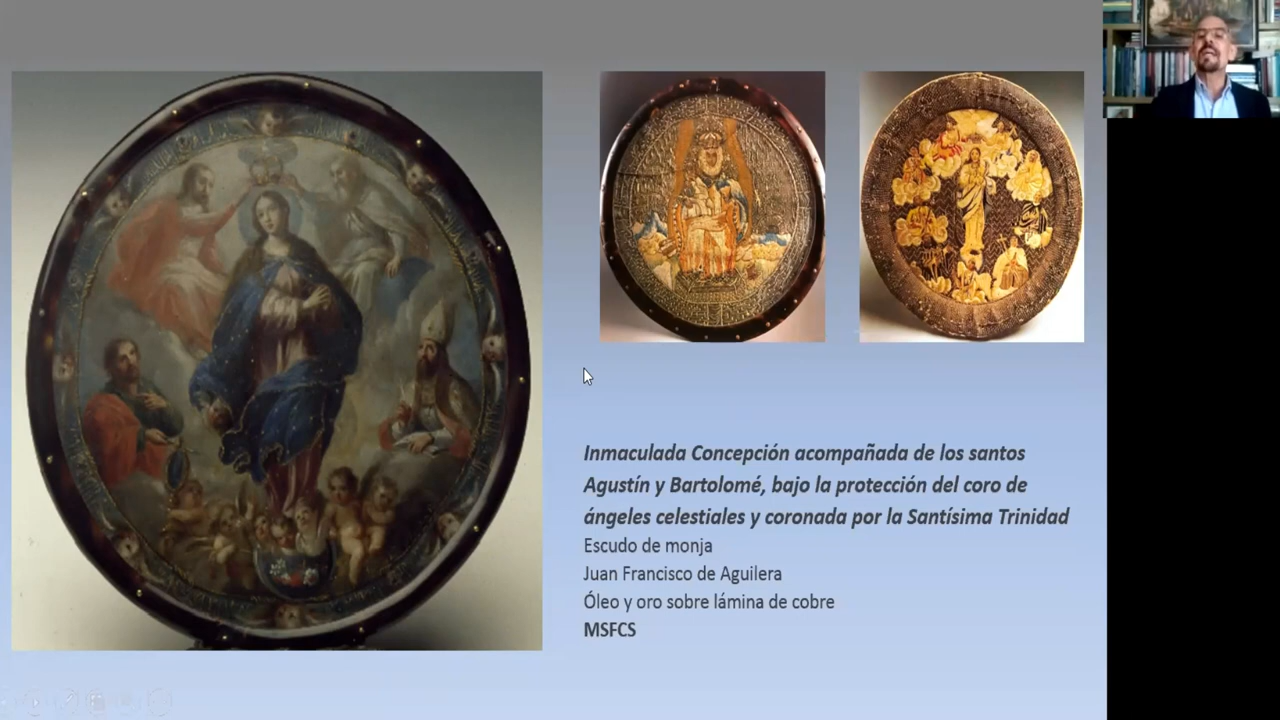 Inmaculada Concepción acompañada de los santos
Agustín y Bartolomé, bajo la protección del coro de
ángeles celestiales y coronada por la Santísima Trinidad
Escudo de monja
Juan Francisco de Aguilera
Óleo y oro sobre lámina de cobre
MSFCS